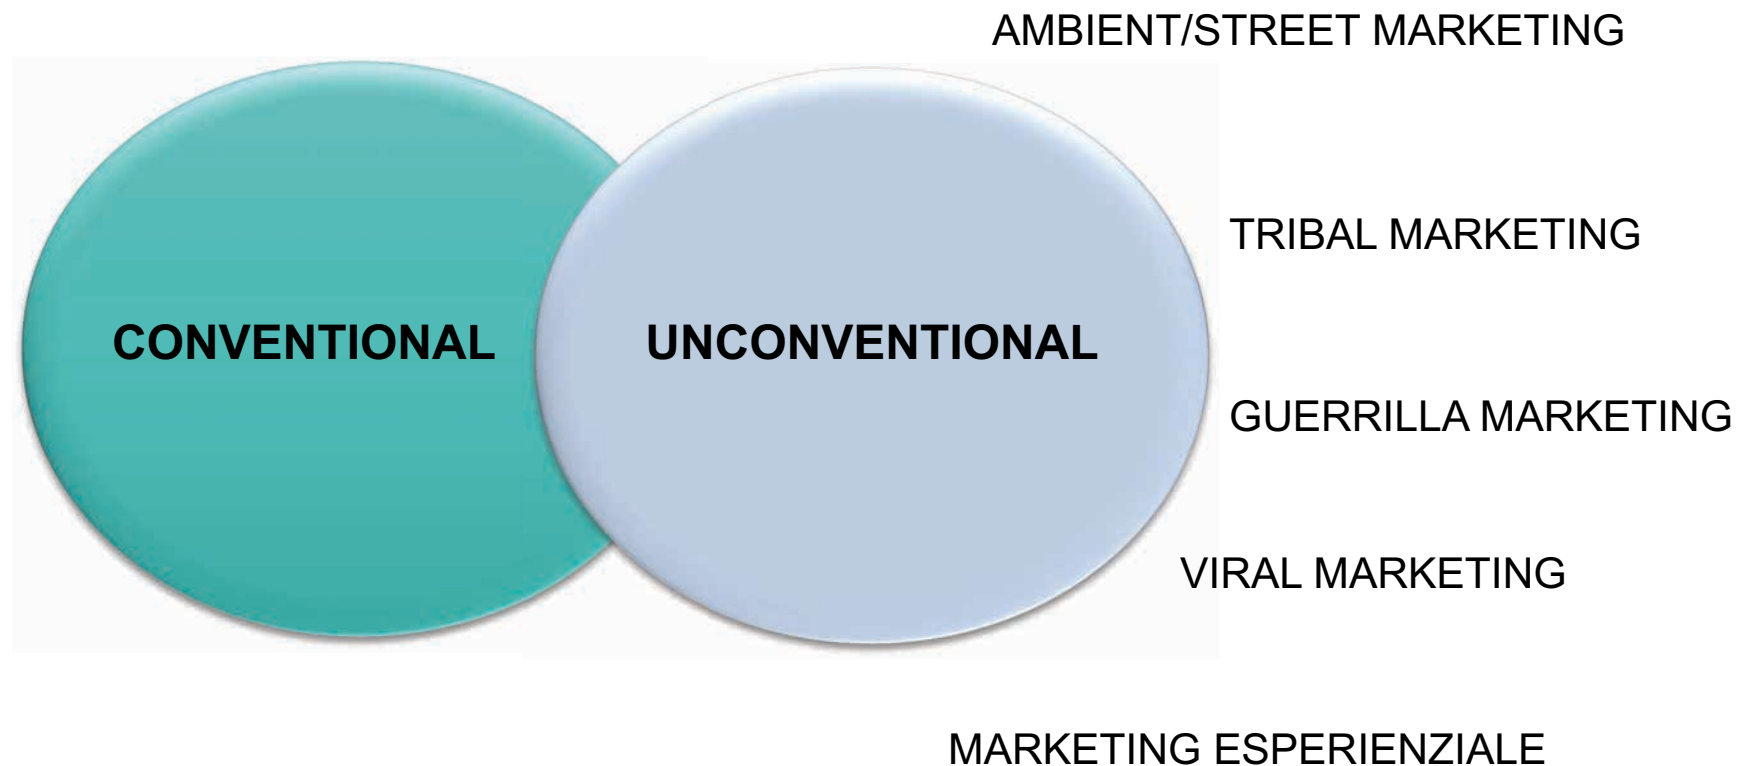 AMBIENT/STREET MARKETING
TRIBAL MARKETING
CONVENTIONAL
UNCONVENTIONAL
GUERRILLA MARKETING
VIRAL MARKETING
MARKETING ESPERIENZIALE